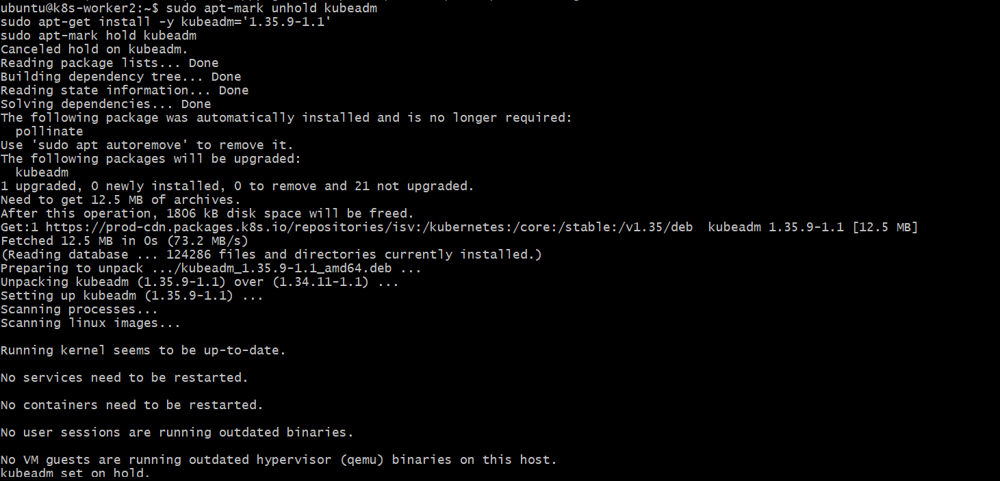 ubuntu@k8s-worker2:~$ sudo apt-mark unhold kubeadm
sudo apt-get install -y kubeadm='1.35.9-1.1'
sudo apt-mark hold kubeadm
Canceled hold on kubeadm.
Reading package lists... Done
Building dependency tree... Done
Reading state information... Done
Solving dependencies... Done
The following package was automatically installed and is no longer required:
  pollinate
Use 'sudo apt autoremove' to remove it.
The following packages will be upgraded:
  kubeadm
1 upgraded, 0 newly installed, 0 to remove and 21 not upgraded.
Need to get 12.5 MB of archives.
After this operation, 1806 kB disk space will be freed.
Get:1 https://prod-cdn.packages.k8s.io/repositories/isv:/kubernetes:/core:/stable:/v1.35/deb  kubeadm 1.35.9-1.1 [12.5 MB]
Fetched 12.5 MB in 0s (73.2 MB/s)
(Reading database ... 124286 files and directories currently installed.)
Preparing to unpack .../kubeadm_1.35.9-1.1_amd64.deb ...
Unpacking kubeadm (1.35.9-1.1) over (1.34.11-1.1) ...
Setting up kubeadm (1.35.9-1.1) ...
Scanning processes...
Scanning linux images...
Running kernel seems to be up-to-date.
No services need to be restarted.
No containers need to be restarted.
No user sessions are running outdated binaries.
No VM guests are running outdated hypervisor (qemu) binaries on this host.
kubeadm set on hold.